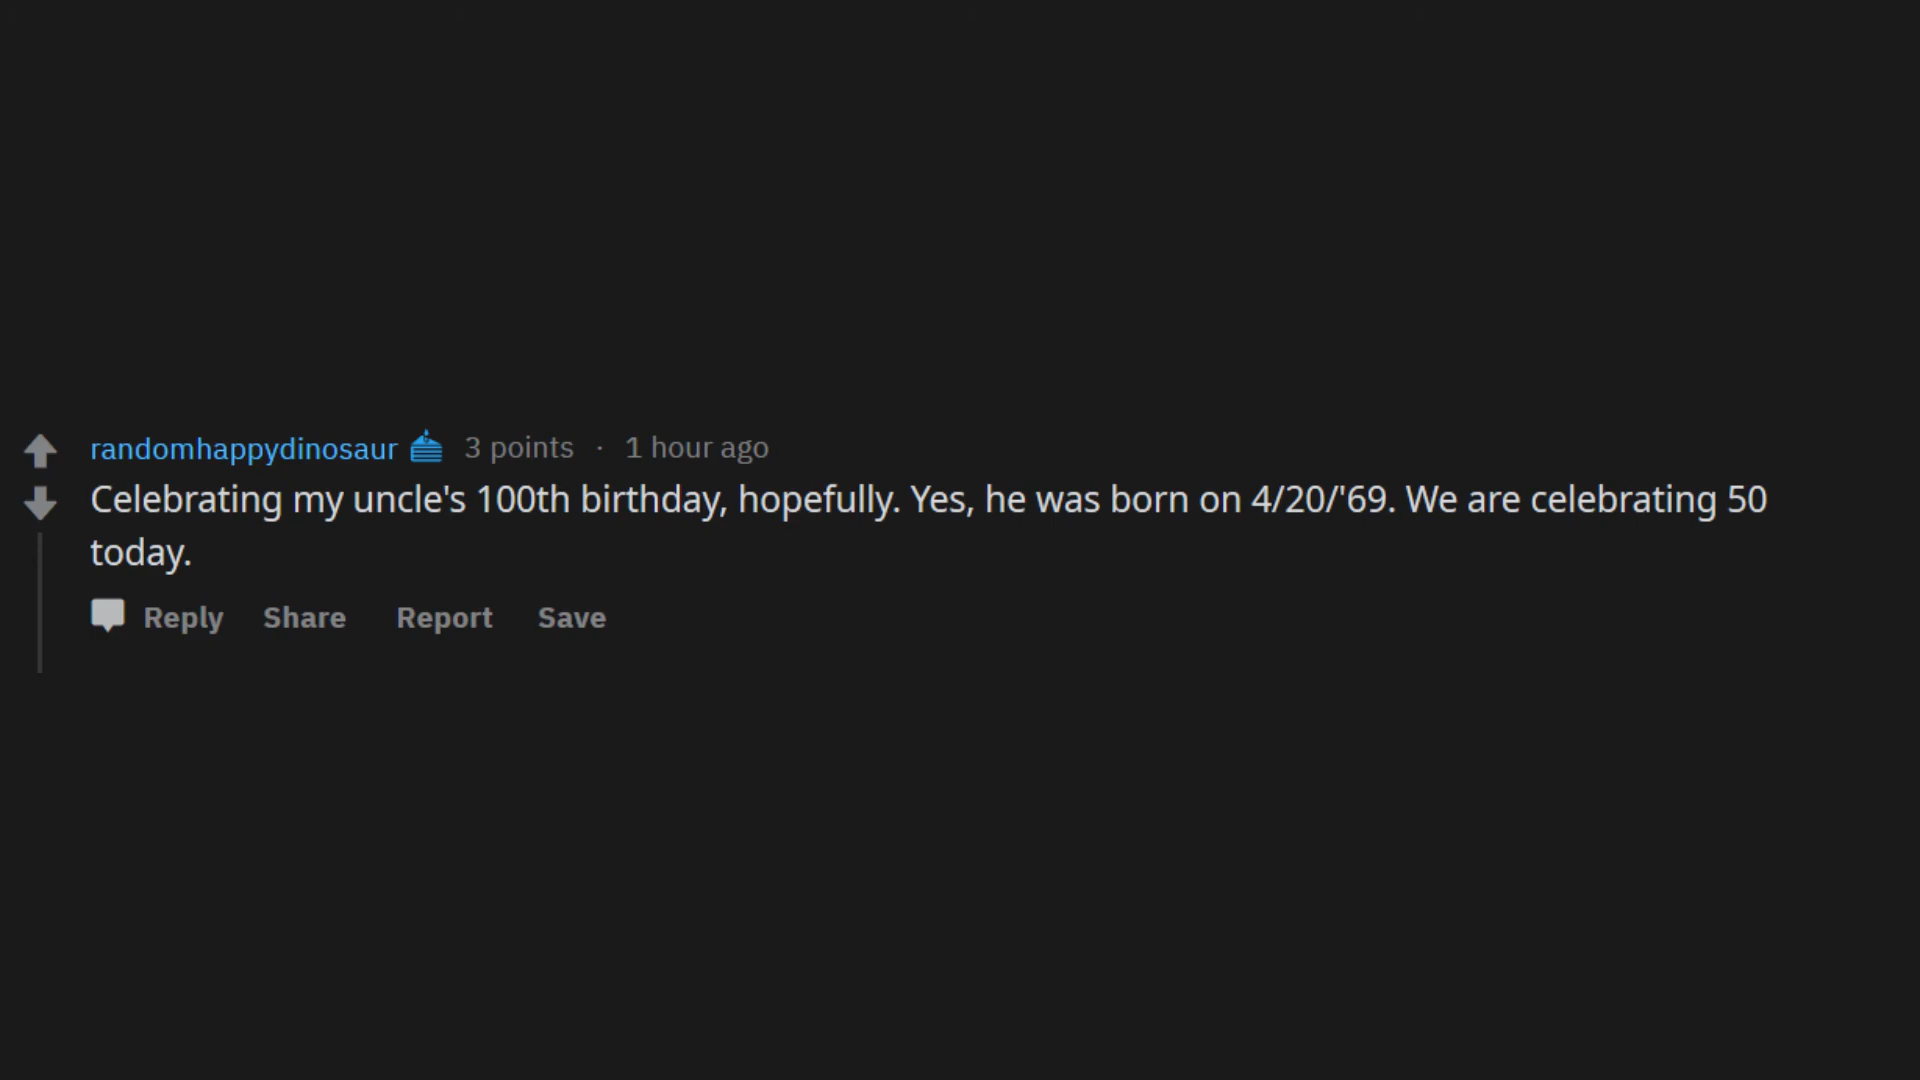 randomhappydinosaur 3 points · 1 hour ago
Celebrating my uncle's 100th birthday, hopefully. Yes, he was born on 4/20/'69. We are celebrating 50
today.
Reply Share Report Save